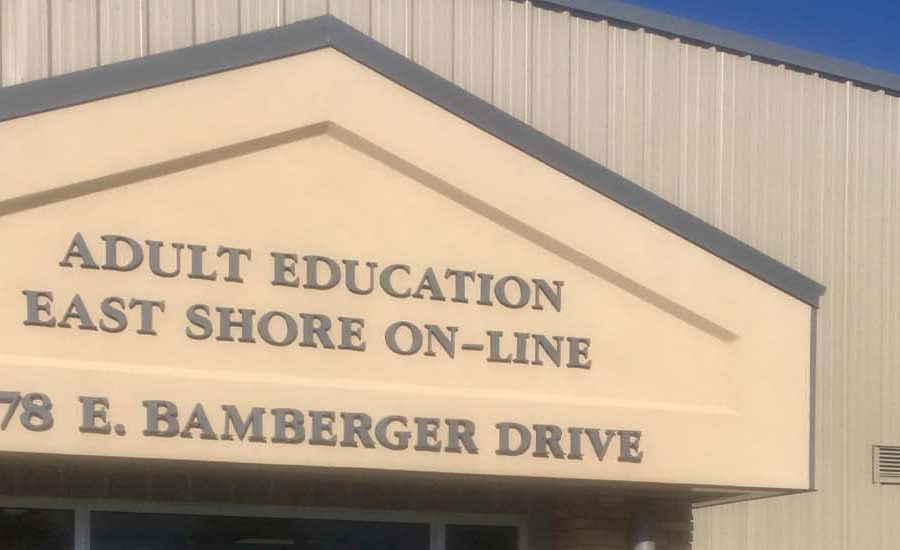 ADULT EDUCATION
EAST SHORE ON-LINE
78 E. BAMBERGER DRIVE